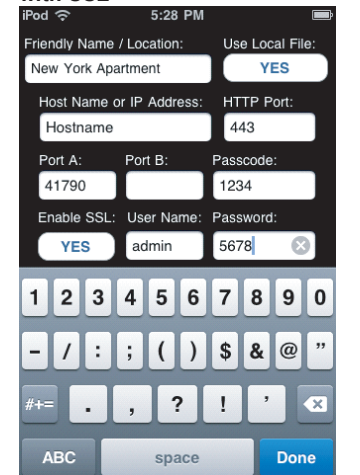 iPod 5:28 PM
Friendly Name / Location: Use Local File:
New York Apartment YES
Host Name or IP Address: HTTP Port:
Hostname 443
Port A: Port B: Passcode:
41790 1234
Enable SSL: User Name: Password:
YES admin 5678
1 2 3 4 5 6 7 8 9 0
- / : ; ( ) $ & @ "
#+= . , ? ! '
ABC space Done